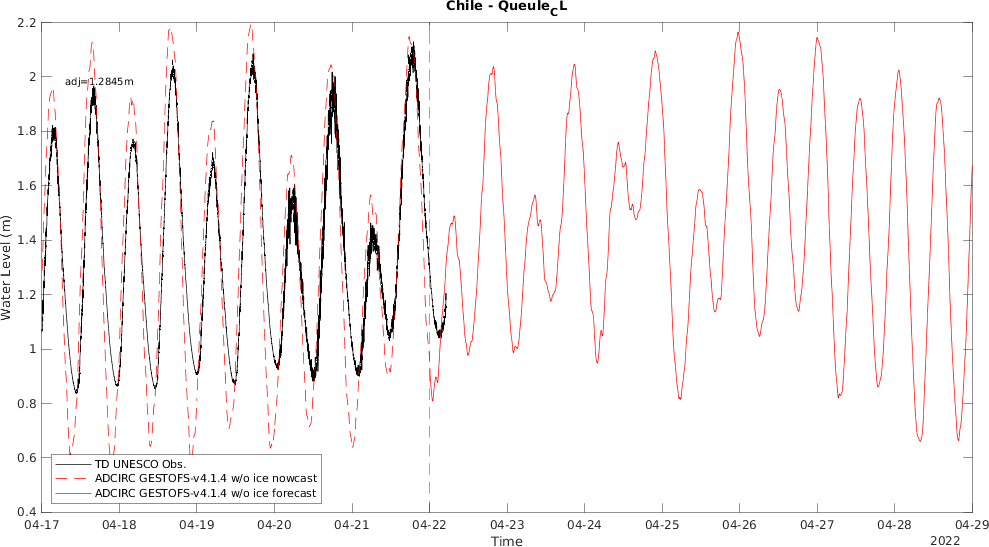 Chile - Queule_CL
2.2
2
1.8
1.6
1.4
1.2
1
0.8
0.6
0.4
Water Level (m)
adj=1.2845m
TD UNESCO Obs.
ADCIRC GESTOFS-v4.1.4 w/o ice nowcast
ADCIRC GESTOFS-v4.1.4 w/o ice forecast
04-17 04-18 04-19 04-20 04-21 04-22 04-23 04-24 04-25 04-26 04-27 04-28 04-29
Time
2022